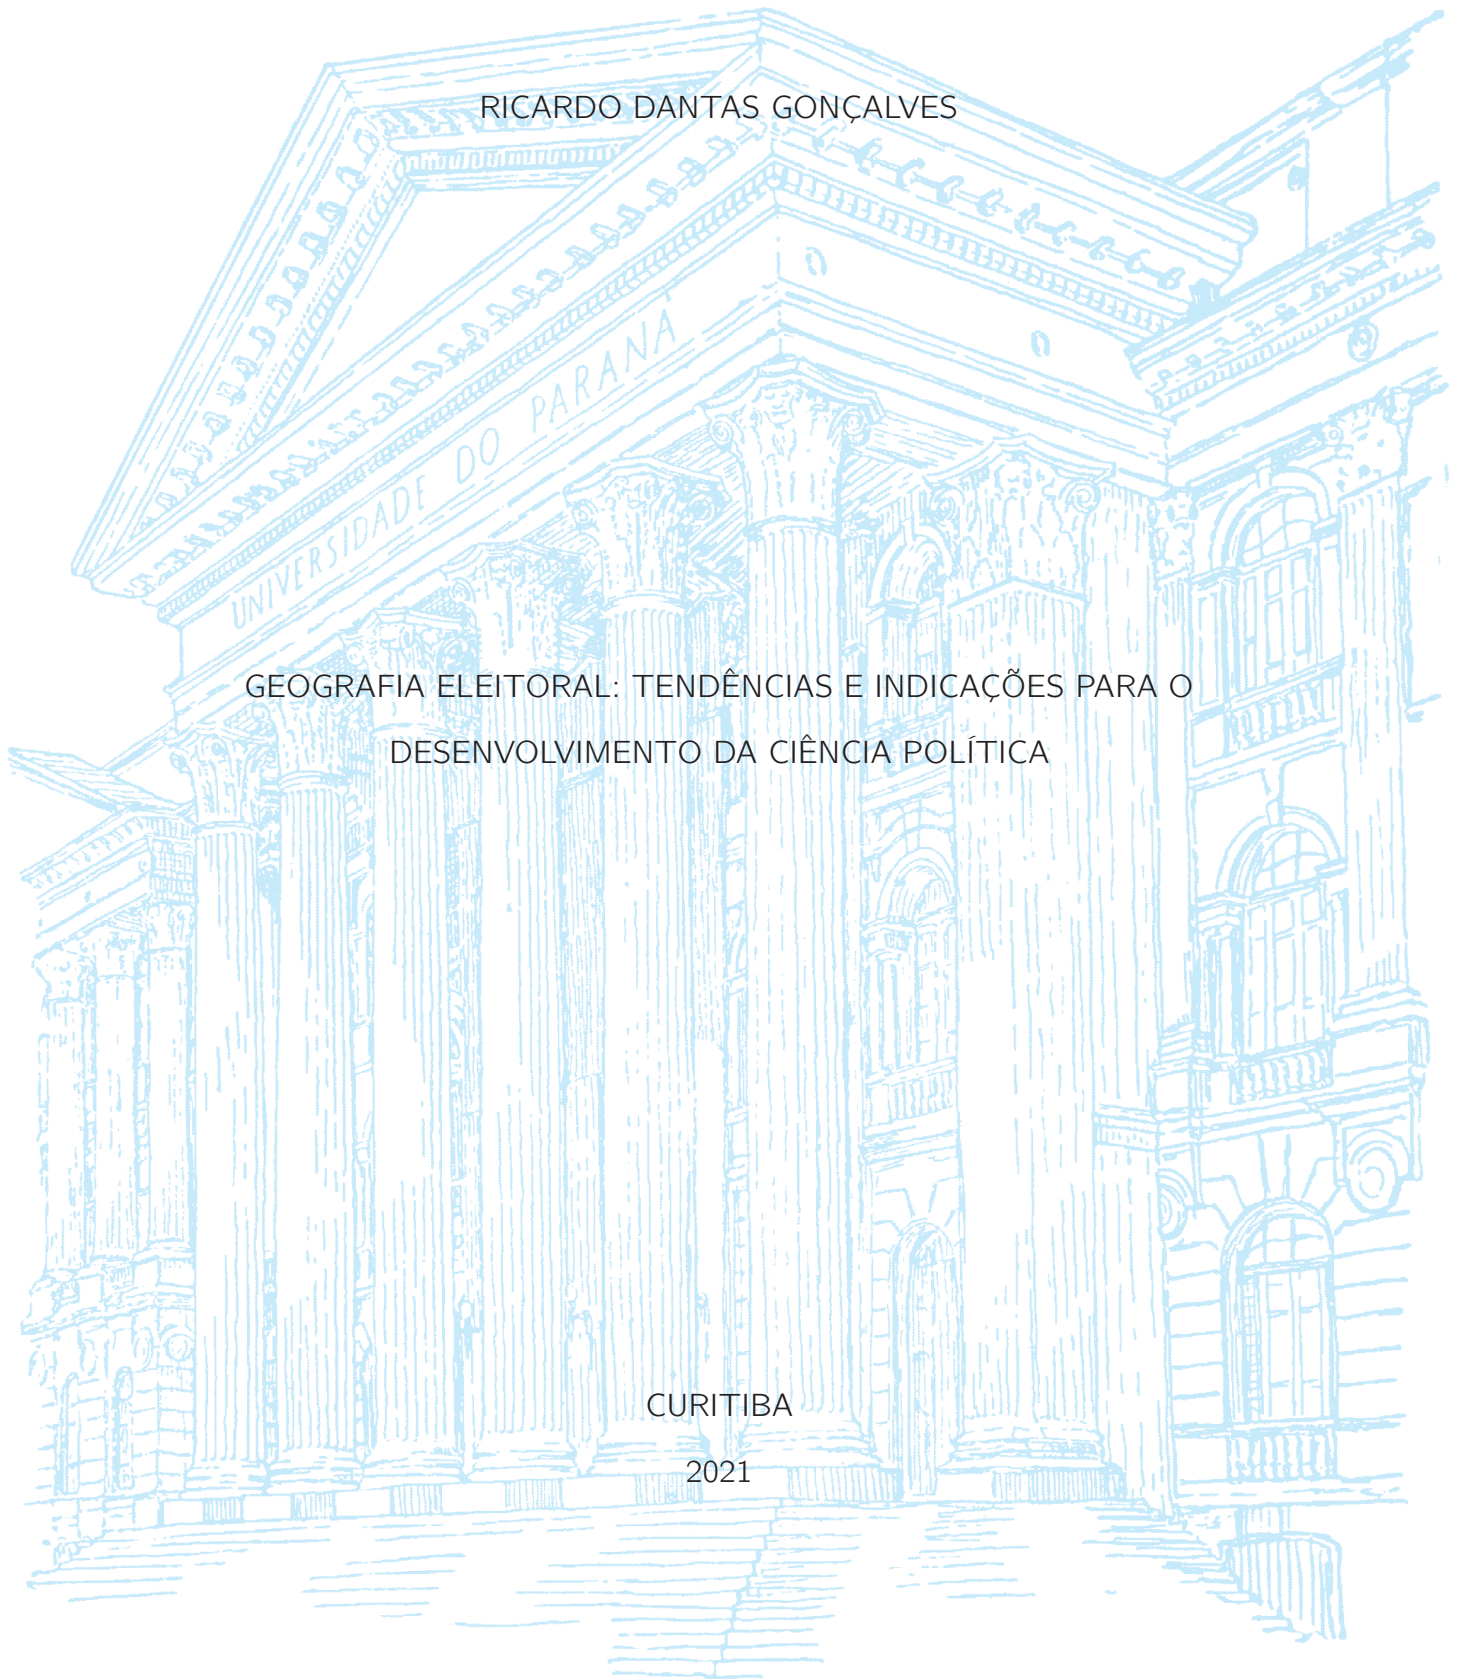 RICARDO DANTAS GONÇALVES
UNIVERSIDADE DO PARANÁ
GEOGRAFIA ELEITORAL: TENDÊNCIAS E INDICAÇÕES PARA O
DESENVOLVIMENTO DA CIÊNCIA POLÍTICA
CURITIBA
2021